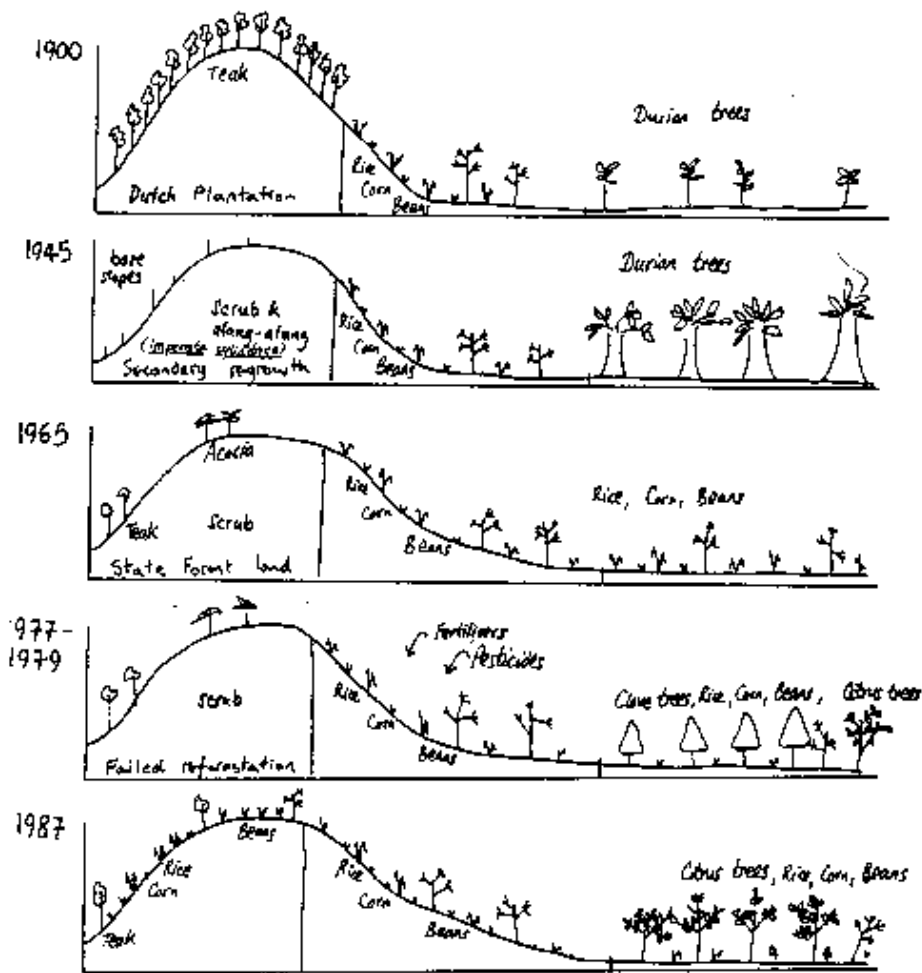 1900
Teak
Durian trees
Rice
Corn
Beans
Dutch Plantation
1945
bare
slopes
Durian trees
Scrub &
alang-alang
Secondary regrowth
Rice
Corn
Beans
1965
Acacia
Rice, Corn, Beans
Rice
Corn
Beans
Teak
Scrub
State Forest land
977-
1979
Fertilizers
Pesticides
Clove trees, Rice, Corn, Beans, Citrus trees
Scrub
Rice
Corn
Beans
Failed reforestation
1987
Beans
Rice
Corn
Teak
Rice
Corn
Beans
Citrus trees, Rice, Corn, Beans